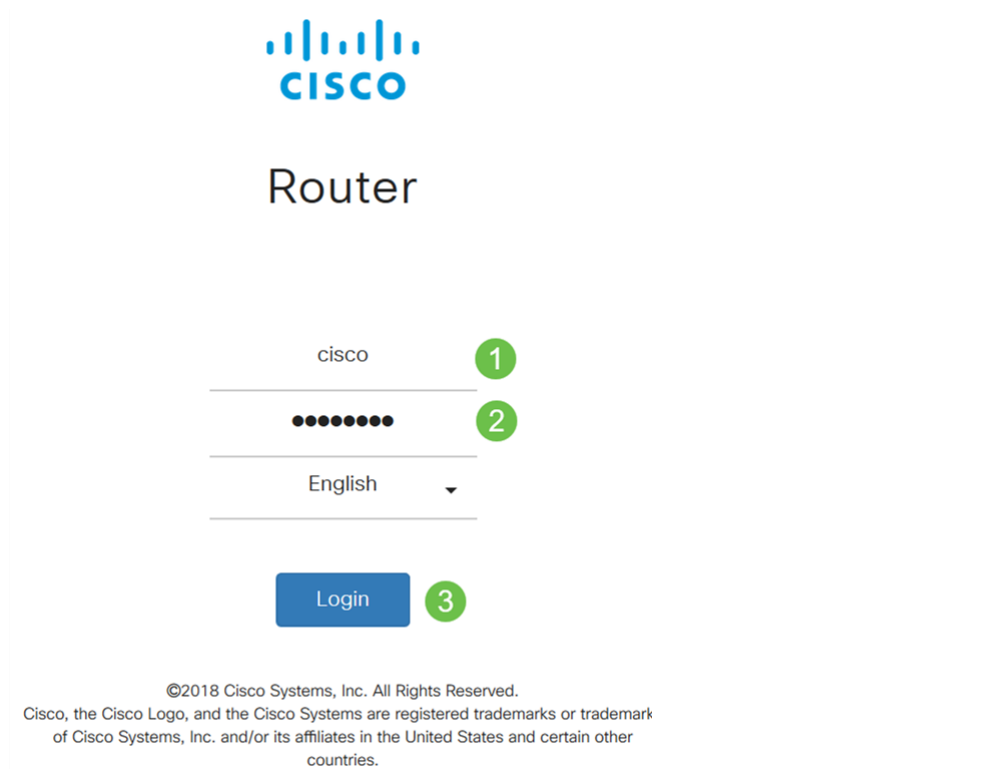 CISCO
Router
cisco
1
••••••••
2
English
Login
3
©2018 Cisco Systems, Inc. All Rights Reserved.
Cisco, the Cisco Logo, and the Cisco Systems are registered trademarks or trademark
of Cisco Systems, Inc. and/or its affiliates in the United States and certain other
countries.